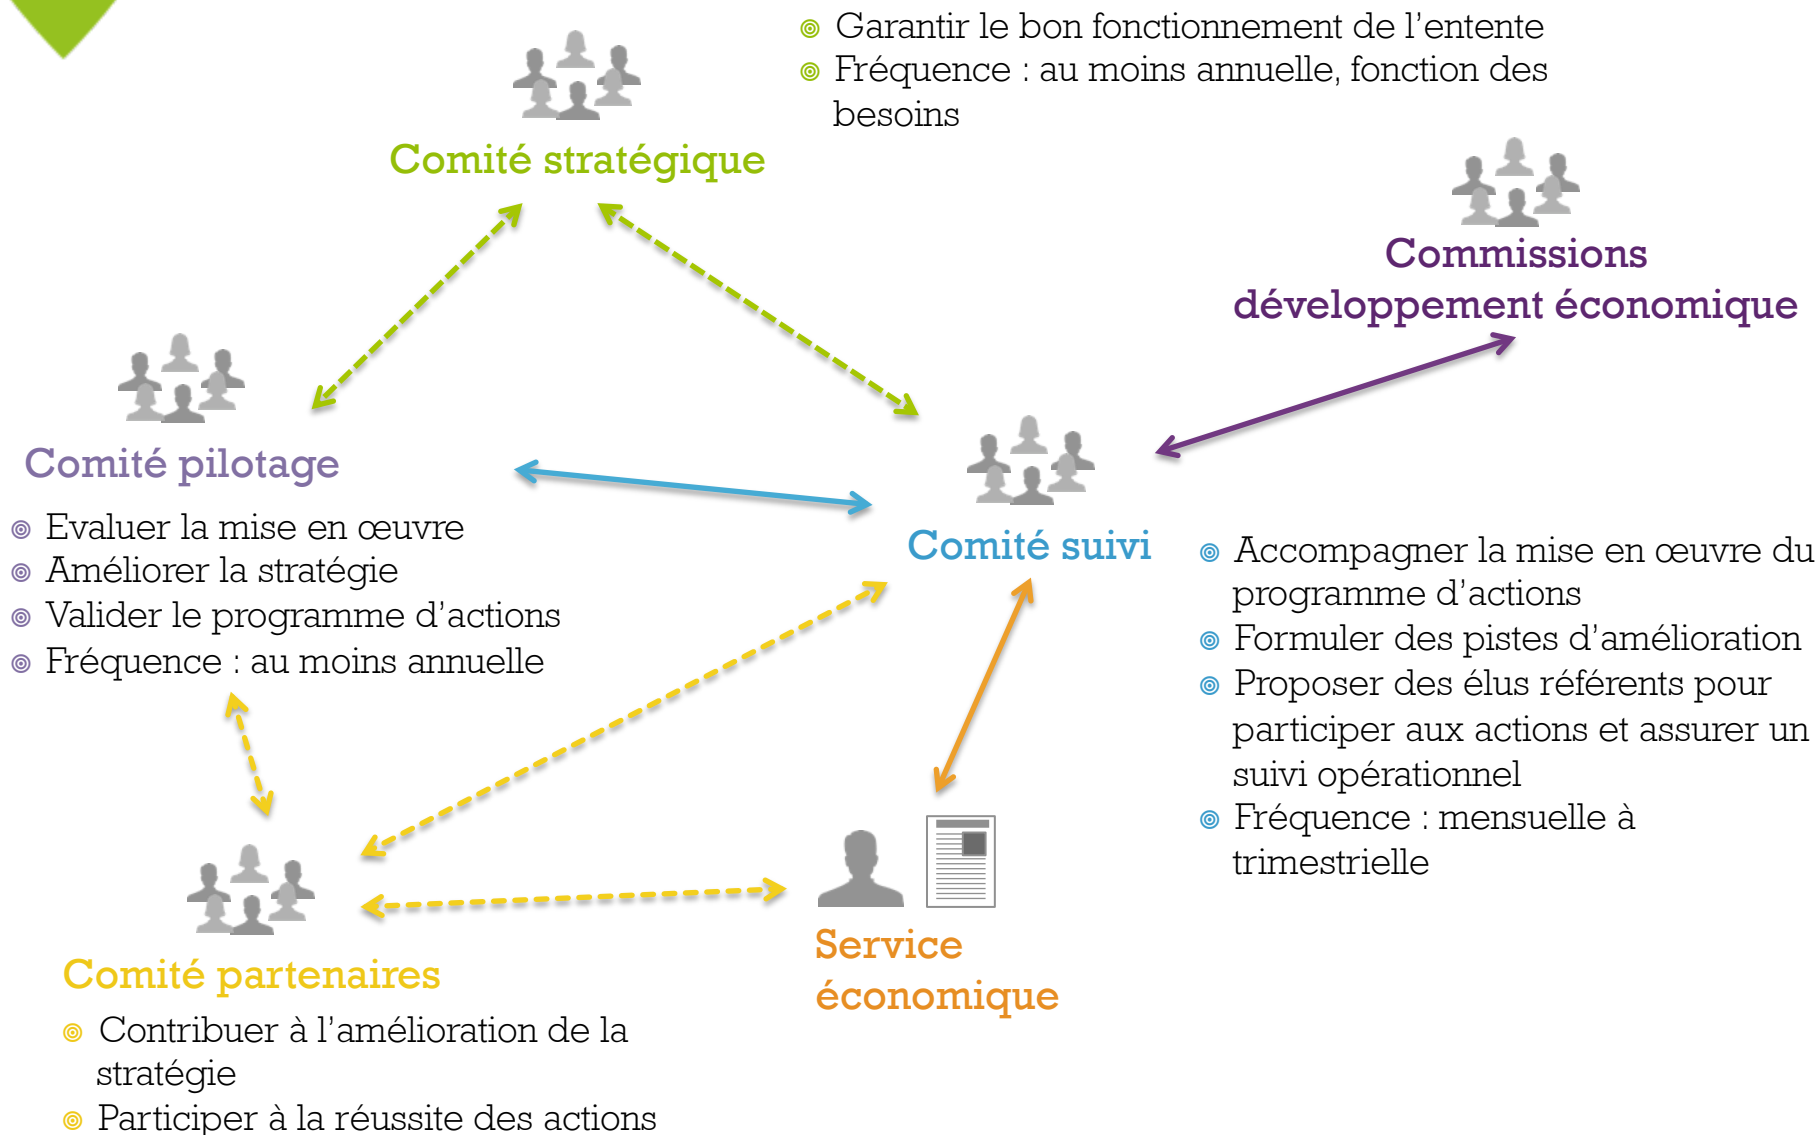 Garantir le bon fonctionnement de l'entente
Fréquence : au moins annuelle, fonction des
besoins
Comité stratégique
Commissions
développement économique
Comité pilotage
Evaluer la mise en œuvre
Améliorer la stratégie
Valider le programme d'actions
Fréquence : au moins annuelle
Comité suivi
Accompagner la mise en œuvre du
programme d'actions
Formuler des pistes d'amélioration
Proposer des élus référents pour
participer aux actions et assurer un
suivi opérationnel
Fréquence : mensuelle à
trimestrielle
Service
économique
Comité partenaires
Contribuer à l'amélioration de la
stratégie
Participer à la réussite des actions